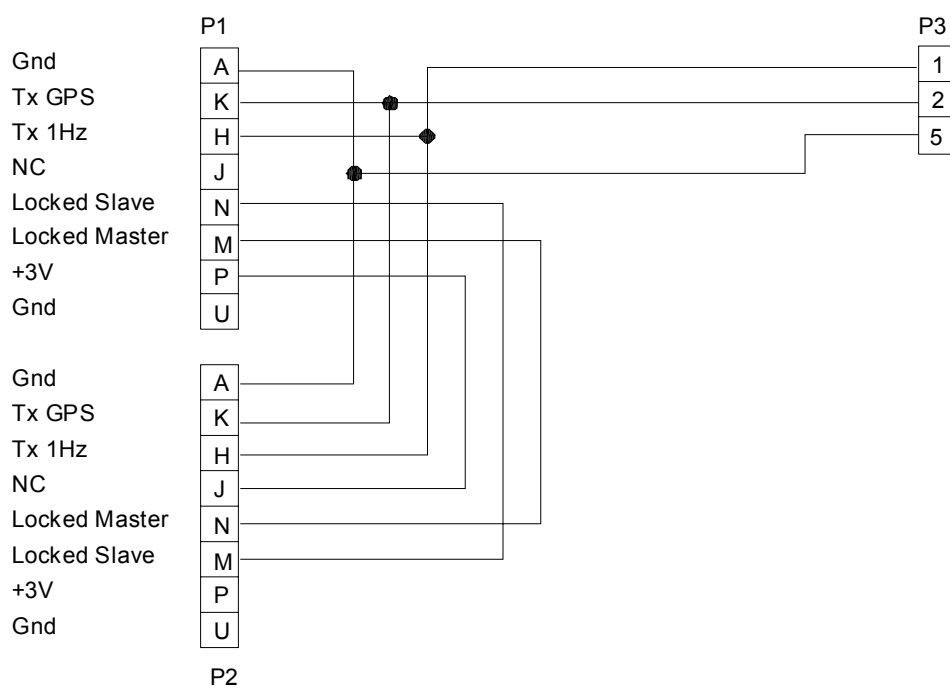 P1 P3
Gnd A 1
Tx GPS K 2
Tx 1Hz H 5
NC J
Locked Slave N
Locked Master M
+3V P
Gnd U
Gnd A
Tx GPS K
Tx 1Hz H
NC J
Locked Master N
Locked Slave M
+3V P
Gnd U
P2